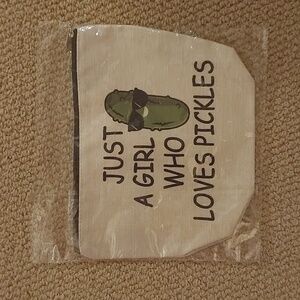 JUST
A GIRL
WHO
LOVES PICKLES